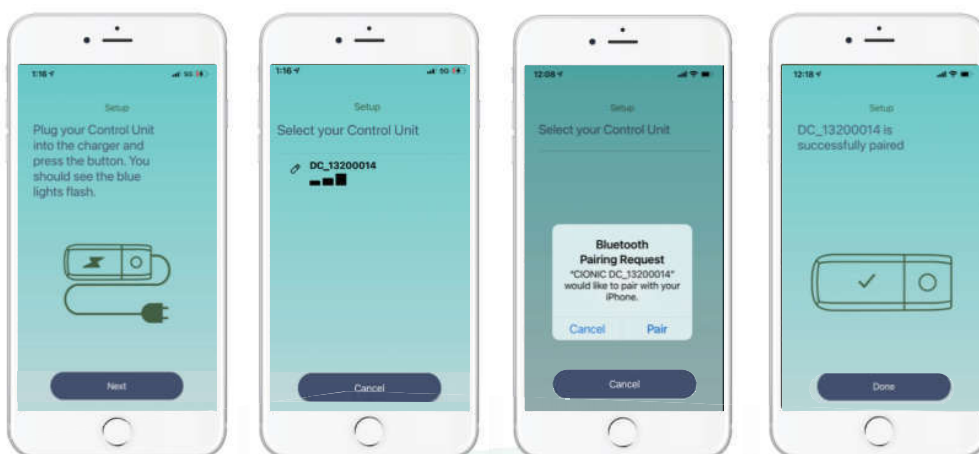 1:16
5G
Setup
Plug your Control Unit
into the charger and
press the button. You
should see the blue
lights flash.
Next
1:16
5G
Setup
Select your Control Unit
DC_13200014
Cancel
12:08
Setup
Select your Control Unit
Bluetooth
Pairing Request
"CIONIC DC_13200014"
would like to pair with your
iPhone.
Cancel
Pair
Cancel
12:18
Setup
DC_13200014 is
successfully paired
Done